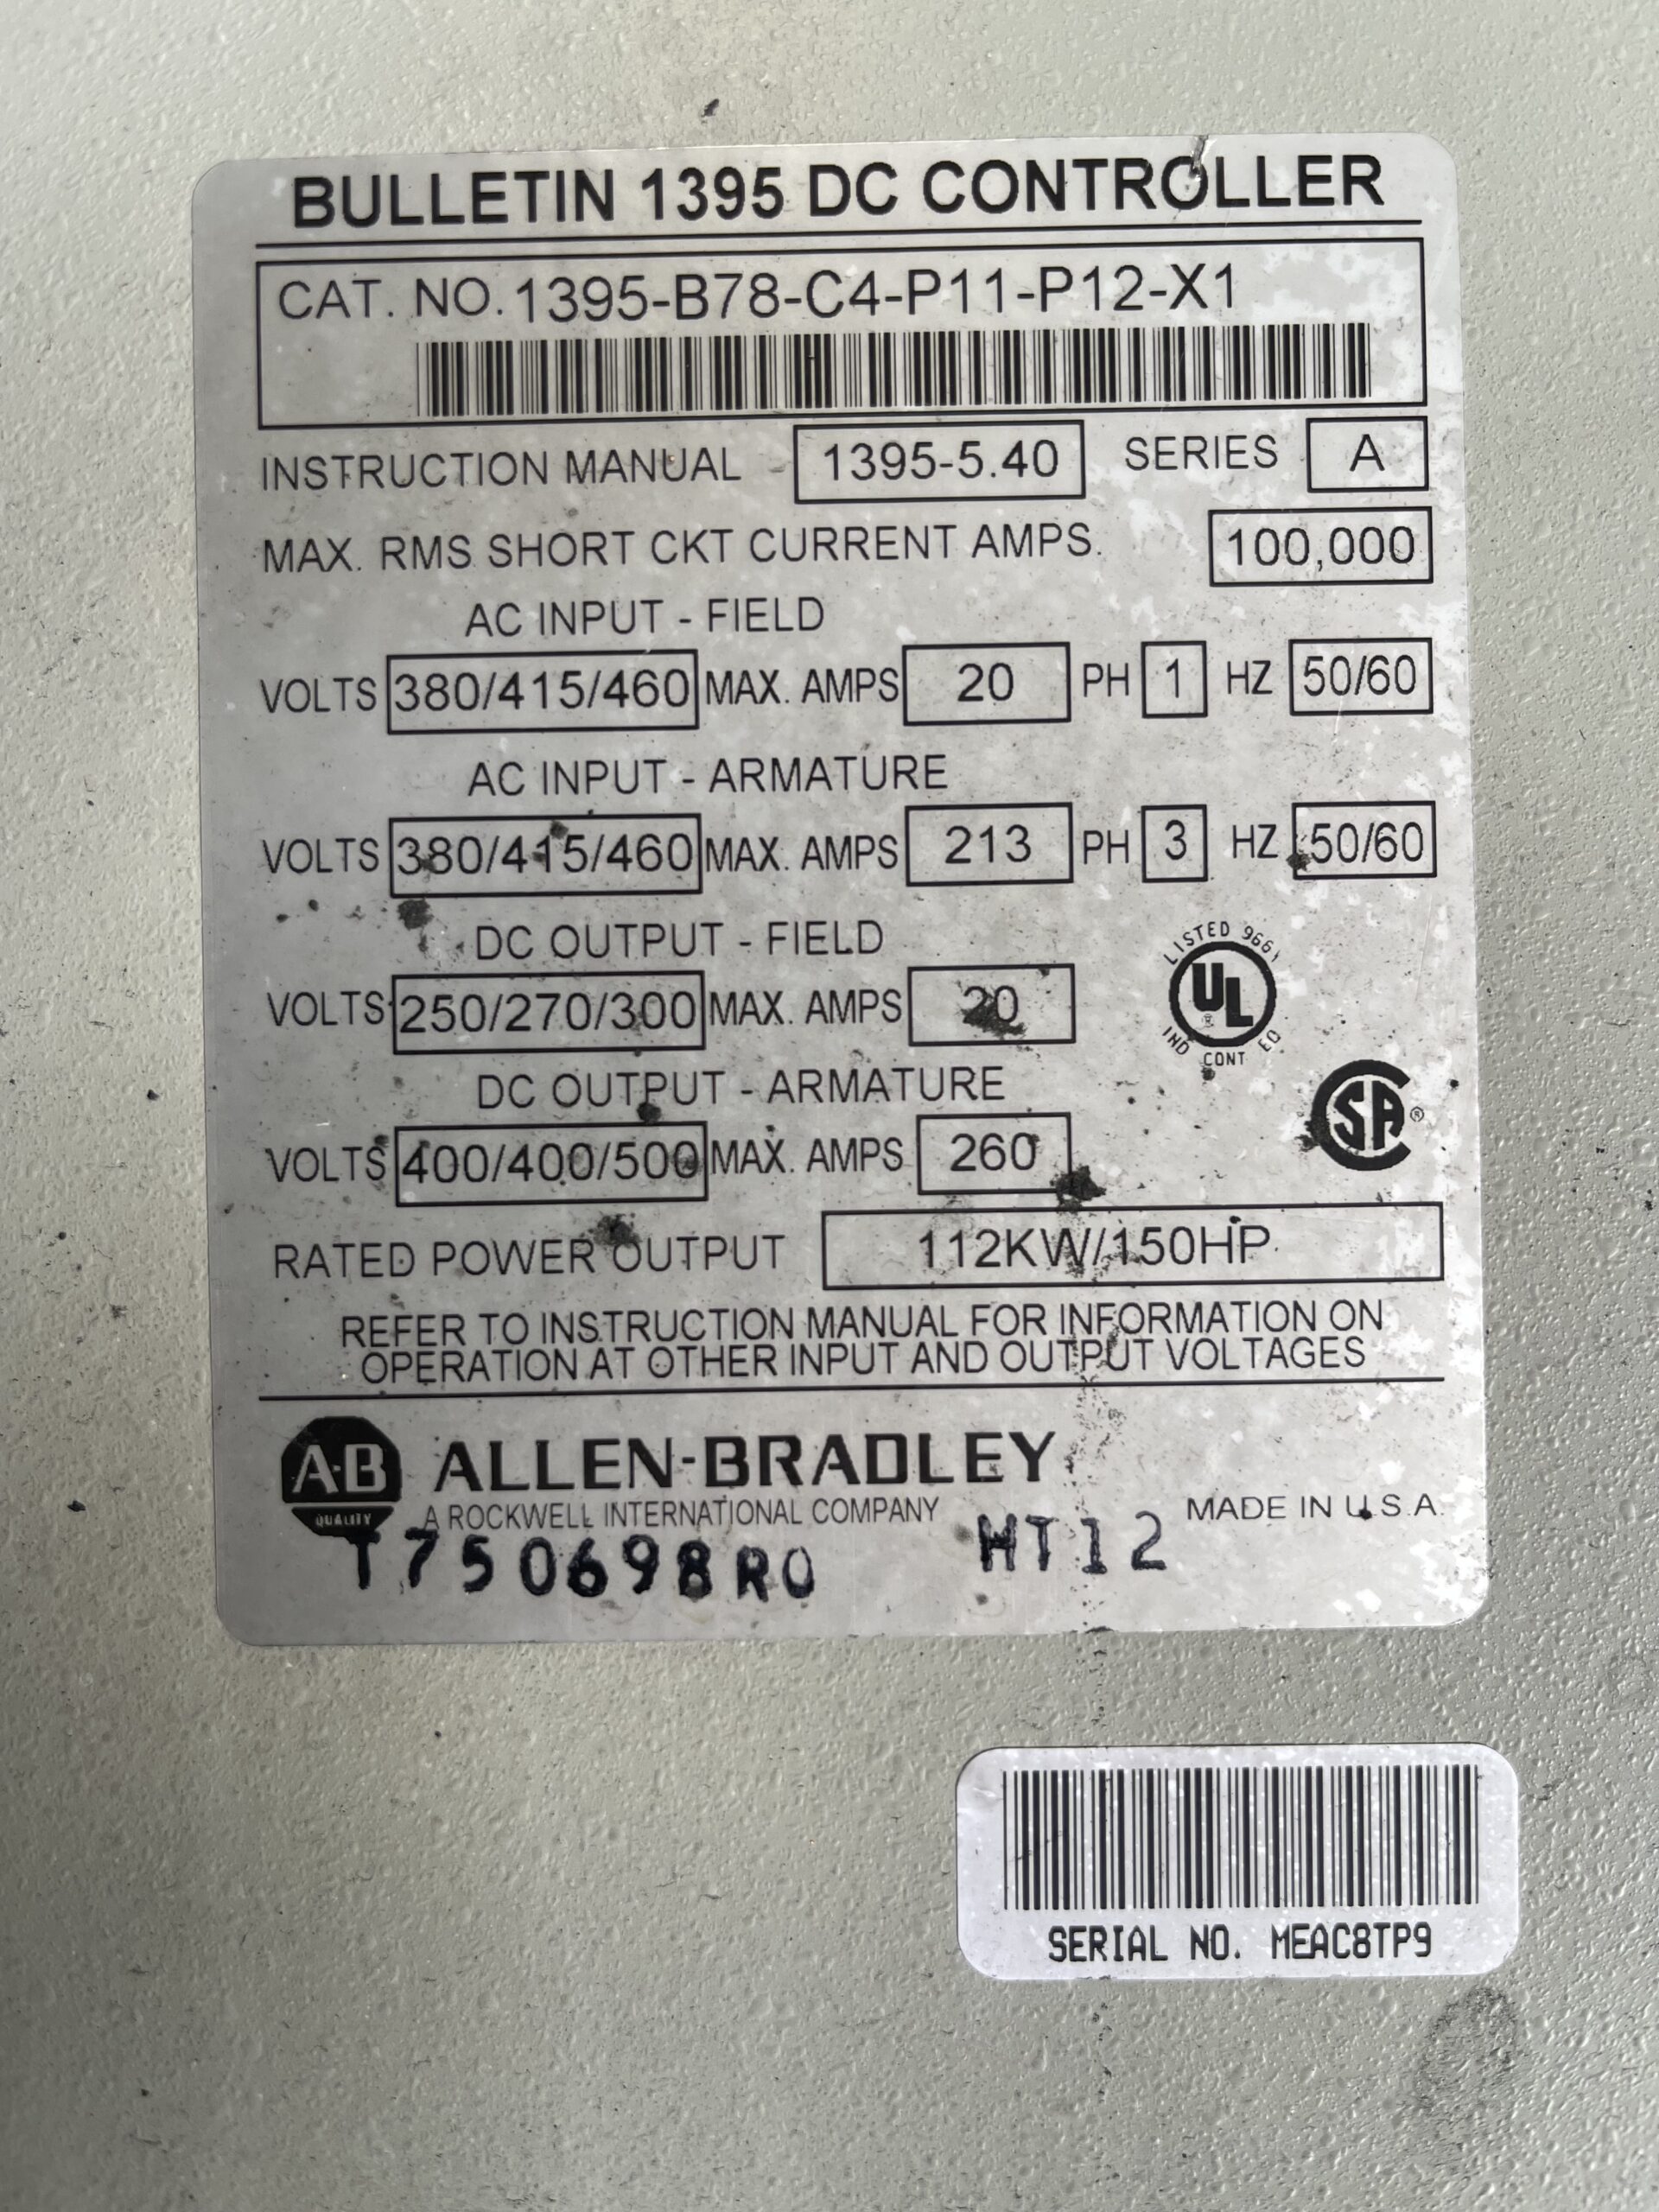 BULLETIN 1395 DC CONTROLLER
CAT. NO. 1395-B78-C4-P11-P12-X1
INSTRUCTION MANUAL 1395-5.40 SERIES A
MAX. RMS SHORT CKT CURRENT AMPS. 100,000
AC INPUT - FIELD
VOLTS 380/415/460 MAX. AMPS 20 PH 1 HZ 50/60
AC INPUT - ARMATURE
VOLTS 380/415/460 MAX. AMPS 213 PH 3 HZ 50/60
DC OUTPUT - FIELD
VOLTS 250/270/300 MAX. AMPS 20
LISTED 966Y
UL
®
IND CONT EQ
DC OUTPUT - ARMATURE
VOLTS 400/400/500 MAX. AMPS 260
SA®
RATED POWER OUTPUT 112KW/150HP
REFER TO INSTRUCTION MANUAL FOR INFORMATION ON
OPERATION AT OTHER INPUT AND OUTPUT VOLTAGES
A-B ALLEN-BRADLEY
QUALITY A ROCKWELL INTERNATIONAL COMPANY MADE IN U.S.A.
T750698R0 HT12
SERIAL NO. MEAC8TP9